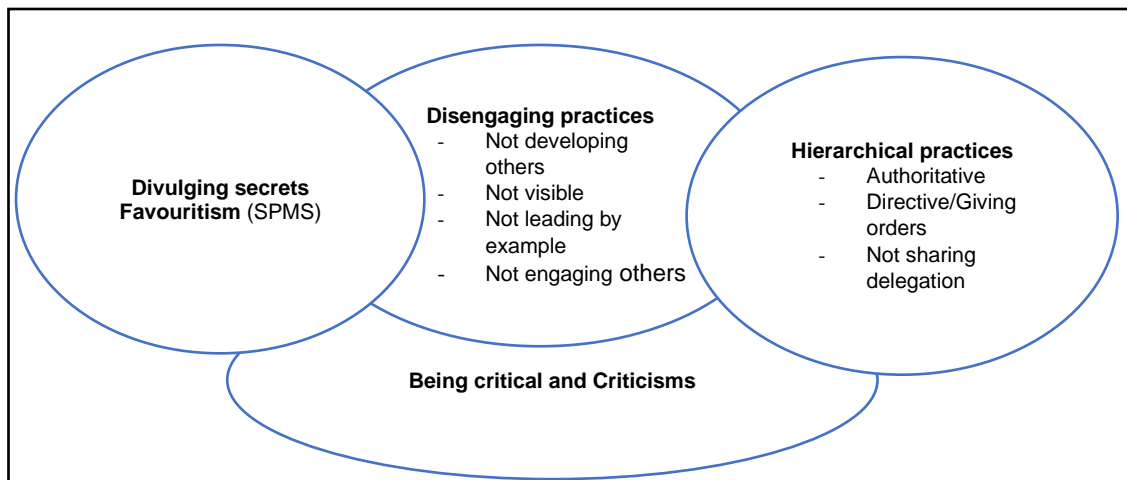 Divulging secrets
Favouritism (SPMS)
Disengaging practices
- Not developing
others
- Not visible
- Not leading by
example
- Not engaging others
Hierarchical practices
- Authoritative
- Directive/Giving
orders
- Not sharing
delegation
Being critical and Criticisms